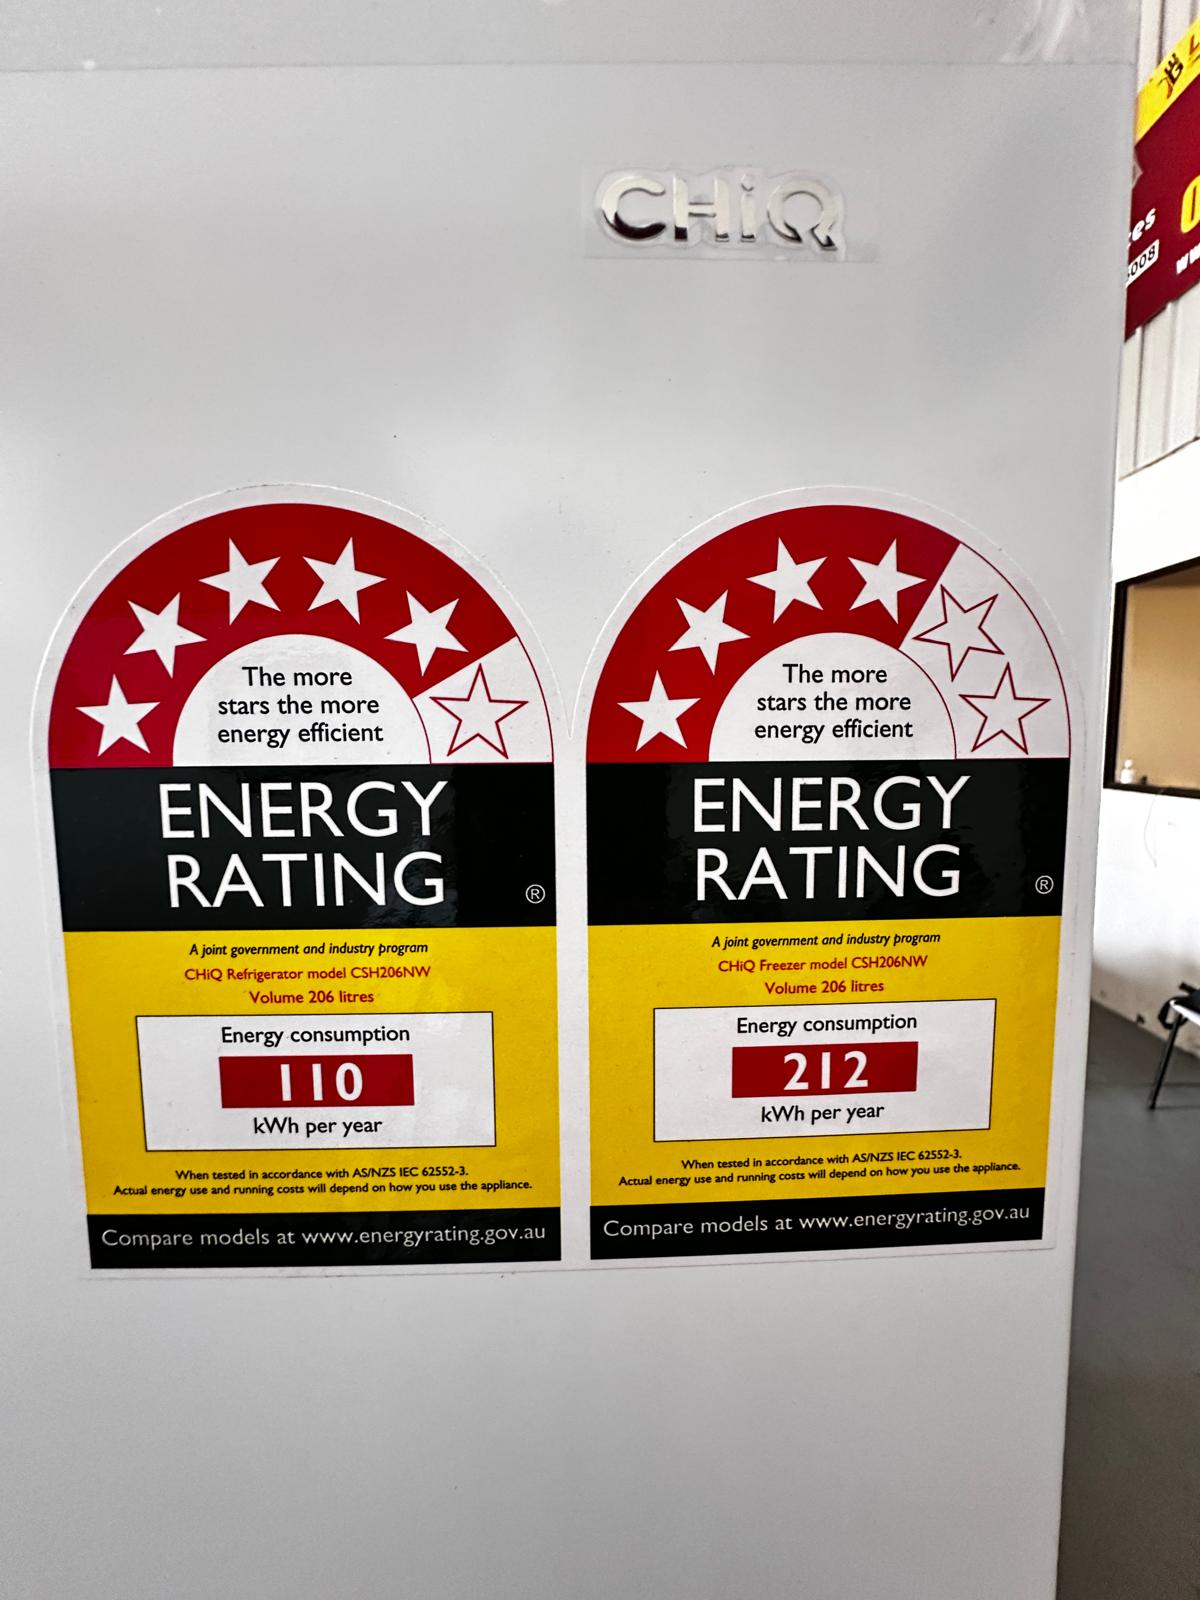 CHiQ
The more
stars the more
energy efficient
ENERGY
RATING
®
A joint government and industry program
CHiQ Refrigerator model CSH206NW
Volume 206 litres
Energy consumption
110
kWh per year
When tested in accordance with AS/NZS IEC 62552-3.
Actual energy use and running costs will depend on how you use the appliance.
Compare models at www.energyrating.gov.au
The more
stars the more
energy efficient
ENERGY
RATING
®
A joint government and industry program
CHiQ Freezer model CSH206NW
Volume 206 litres
Energy consumption
212
kWh per year
When tested in accordance with AS/NZS IEC 62552-3.
Actual energy use and running costs will depend on how you use the appliance.
Compare models at www.energyrating.gov.au